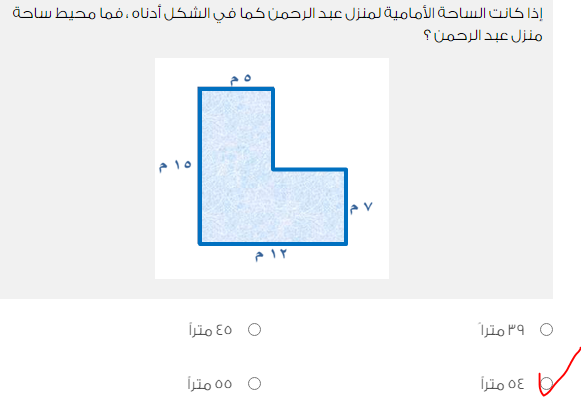 إذا كانت الساحة الأمامية لمنزل عبد الرحمن كما في الشكل أدناه ، فما محيط ساحة
منزل عبد الرحمن ؟
٥ م
١٥ م
٧ م
١٢ م
٣٩ متراً
٤٥ متراً
٥٤ متراً
٥٥ متراً